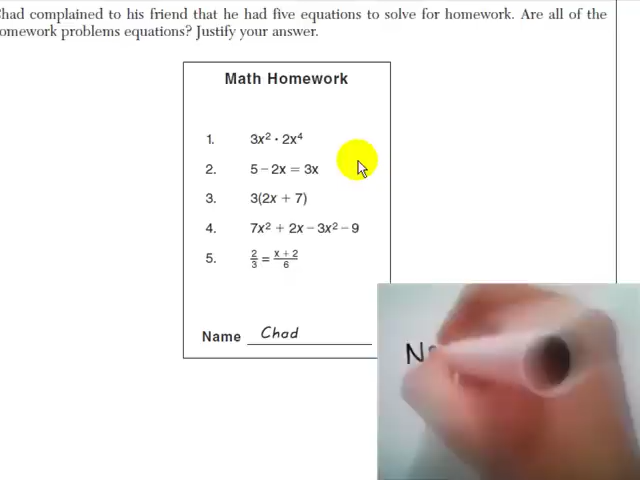 Chad complained to his friend that he had five equations to solve for homework. Are all of the
homework problems equations? Justify your answer.
Math Homework
1. 3x² · 2x⁴
2. 5 – 2x = 3x
3. 3(2x + 7)
4. 7x² + 2x – 3x² – 9
5. 2/3 = x + 2/6
Name Chad